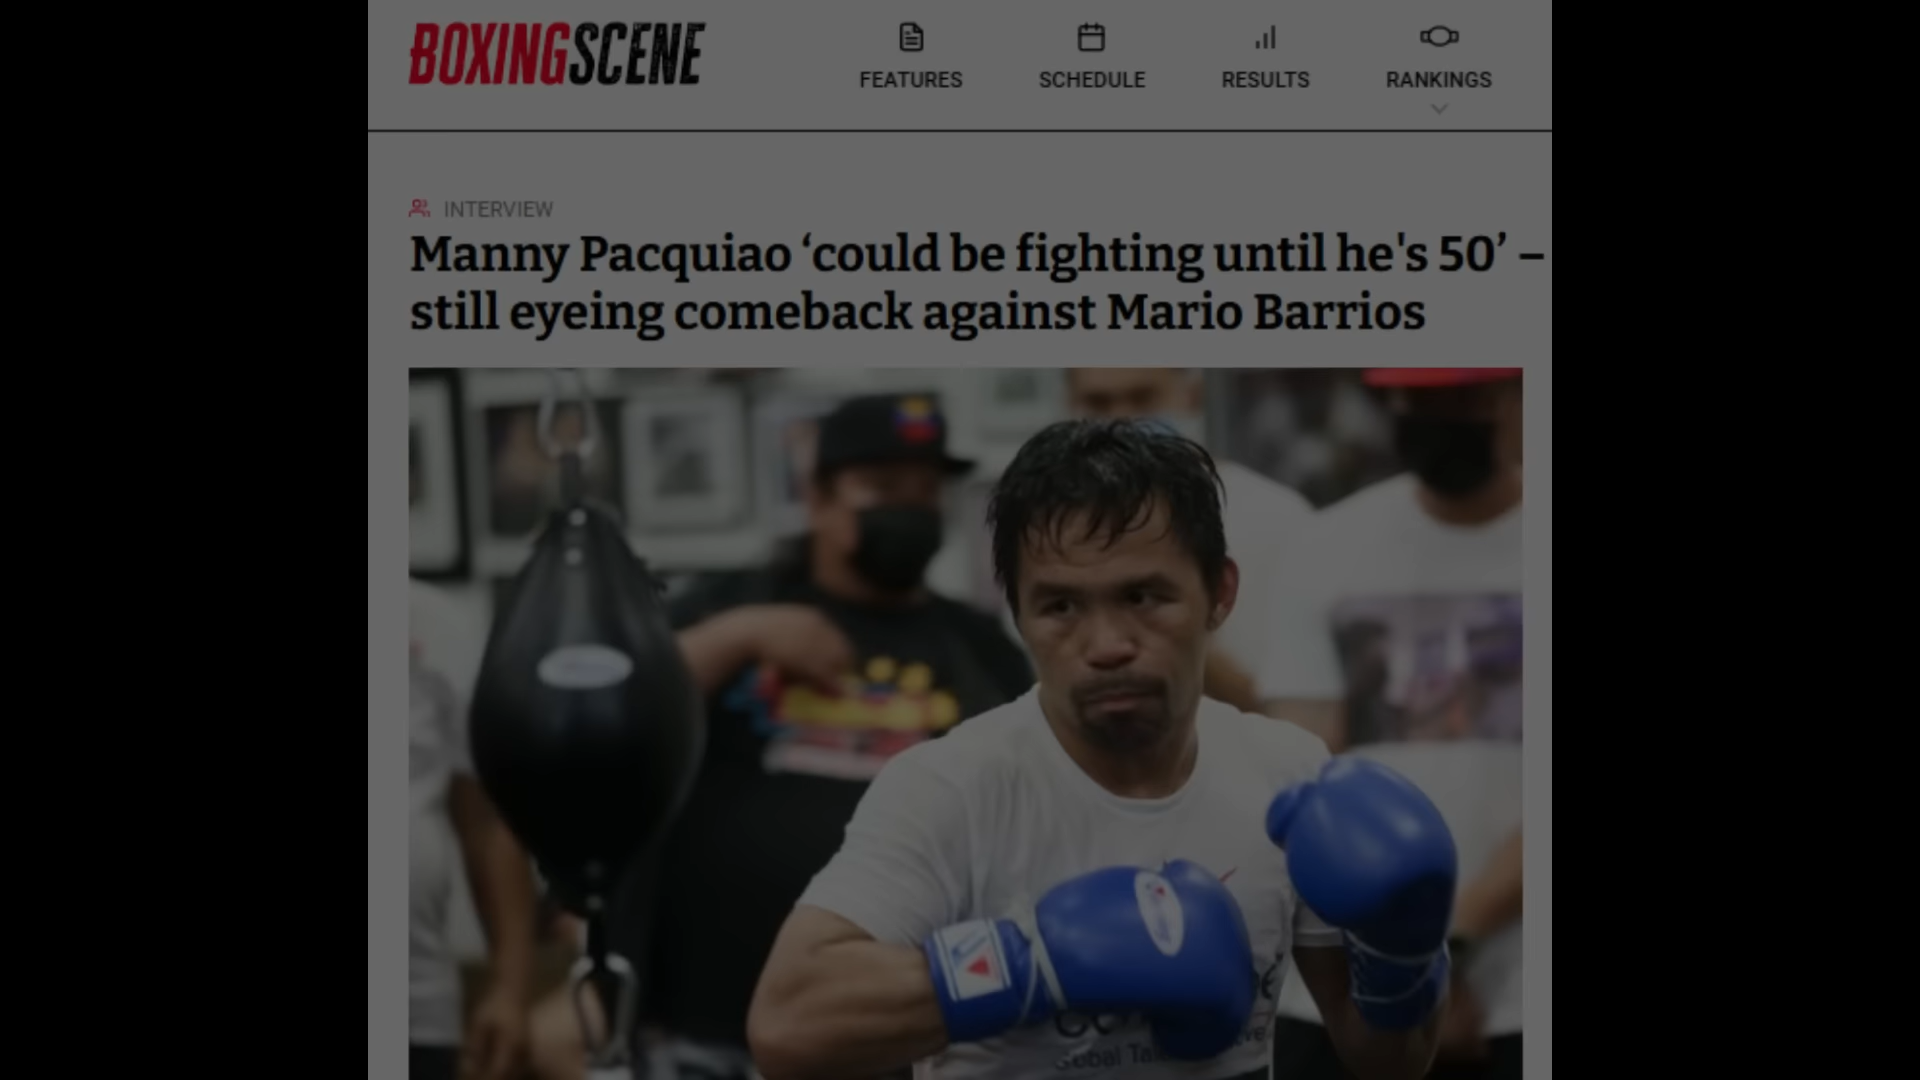 BOXINGSCENE
FEATURES
SCHEDULE
RESULTS
RANKINGS
INTERVIEW
Manny Pacquiao ‘could be fighting until he's 50’ –
still eyeing comeback against Mario Barrios